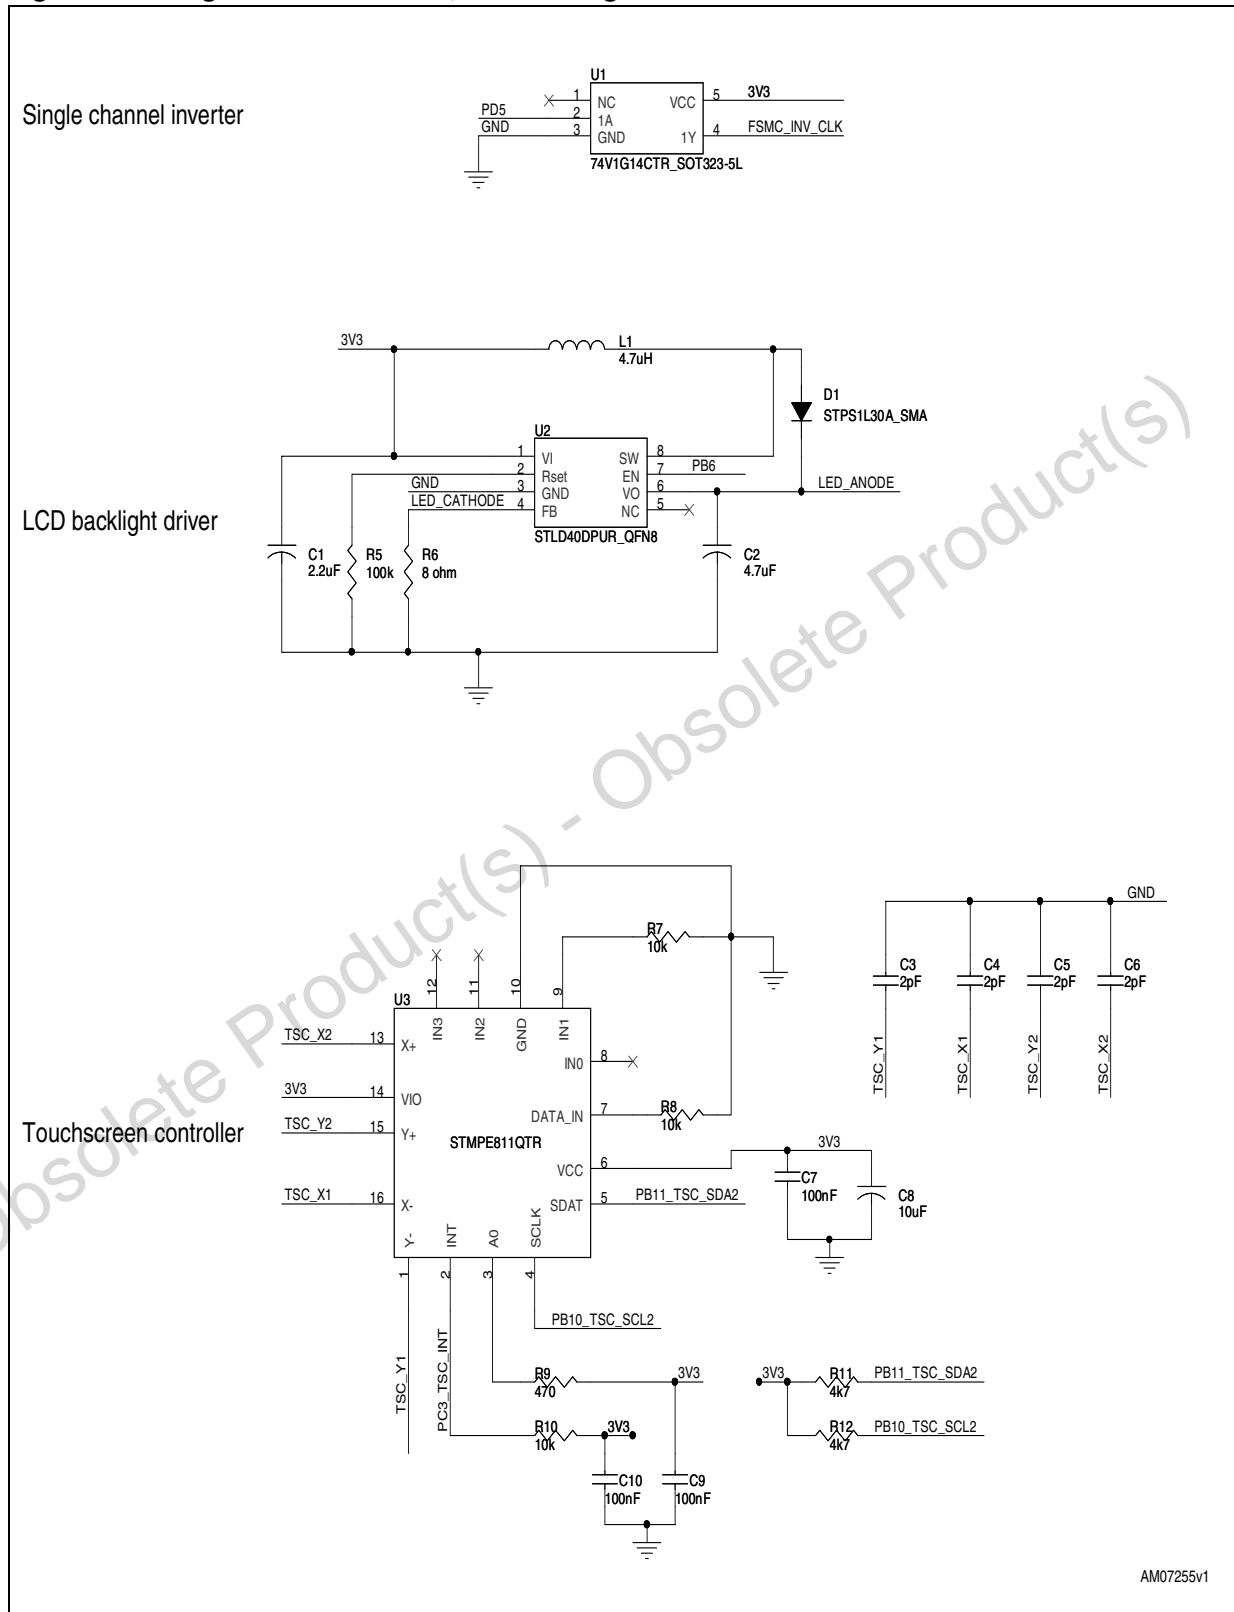 Single channel inverter
U1
1 NC VCC 5 3V3
PD5 2 1A
GND 3 GND 1Y 4 FSMC_INV_CLK
74V1G14CTR_SOT323-5L
3V3
L1
4.7uH
D1
STPS1L30A_SMA
LCD backlight driver
U2
1 VI SW 8
2 Rset EN 7 PB6
GND 3 GND VO 6 LED_ANODE
LED_CATHODE 4 FB NC 5
STLD40DPUR_QFN8
C1
2.2uF
R5
100k
R6
8 ohm
C2
4.7uF
Touchscreen controller
R7
10k
GND
C3
2pF
C4
2pF
C5
2pF
C6
2pF
TSC_Y1
TSC_X1
TSC_Y2
TSC_X2
U3
12 IN3
11 IN2
10 GND
9 IN1
TSC_X2 13 X+
3V3 14 VIO
TSC_Y2 15 Y+
TSC_X1 16 X-
STMPE811QTR
IN0 8
DATA_IN 7
R8
10k
VCC 6
3V3
SDAT 5 PB11_TSC_SDA2
C7
100nF
C8
10uF
Y- 1 TSC_Y1
INT 2 PC3_TSC_INT
A0 3
SCLK 4
PB10_TSC_SCL2
R9
470
3V3
R10
10k
3V3
C10
100nF
C9
100nF
3V3
R11
4k7
PB11_TSC_SDA2
R12
4k7
PB10_TSC_SCL2
AM07255v1
Obsolete Product(s) - Obsolete Product(s)